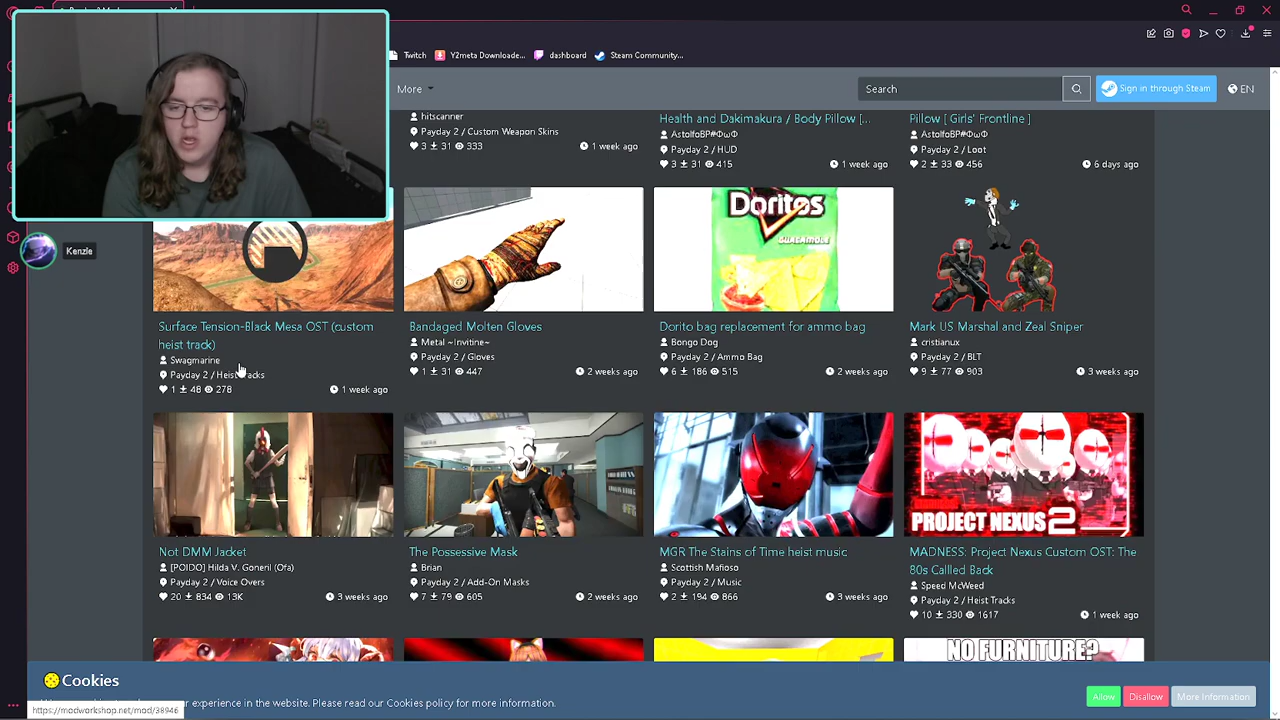 Twitch
Y2meta Downloade...
dashboard
Steam Community...
More
Search
Sign in through Steam
EN
hitscanner
Payday 2 / Custom Weapon Skins
3 31 333
1 week ago
Health and Dakimakura / Body Pillow [...
AstolfoBP#ΦωΦ
Payday 2 / HUD
3 31 415
1 week ago
Pillow [ Girls' Frontline ]
AstolfoBP#ΦωΦ
Payday 2 / Loot
2 33 456
6 days ago
Kenzle
Surface Tension-Black Mesa OST (custom
heist track)
Swagmarine
Payday 2 / Heist Tracks
1 48 278
1 week ago
Bandaged Molten Gloves
Metal ~Invitine~
Payday 2 / Gloves
1 31 447
2 weeks ago
Doritos
GUACAMOLE
Dorito bag replacement for ammo bag
Bongo Dog
Payday 2 / Ammo Bag
6 186 515
2 weeks ago
Mark US Marshal and Zeal Sniper
cristianux
Payday 2 / BLT
9 77 903
3 weeks ago
Not DMM Jacket
[POIDO] Hilda V. Goneril (Ofa)
Payday 2 / Voice Overs
20 834 13K
3 weeks ago
The Possessive Mask
Brian
Payday 2 / Add-On Masks
7 79 605
2 weeks ago
MGR The Stains of Time heist music
Scottish Mafioso
Payday 2 / Music
2 194 866
3 weeks ago
PROJECT NEXUS 2
MADNESS: Project Nexus Custom OST: The
80s Callled Back
Speed McWeed
Payday 2 / Heist Tracks
10 330 1617
1 week ago
NO FURNITURE?
Cookies
ur experience in the website. Please read our Cookies policy for more information.
Allow
Disallow
More Information
https://modworkshop.net/mod/38946